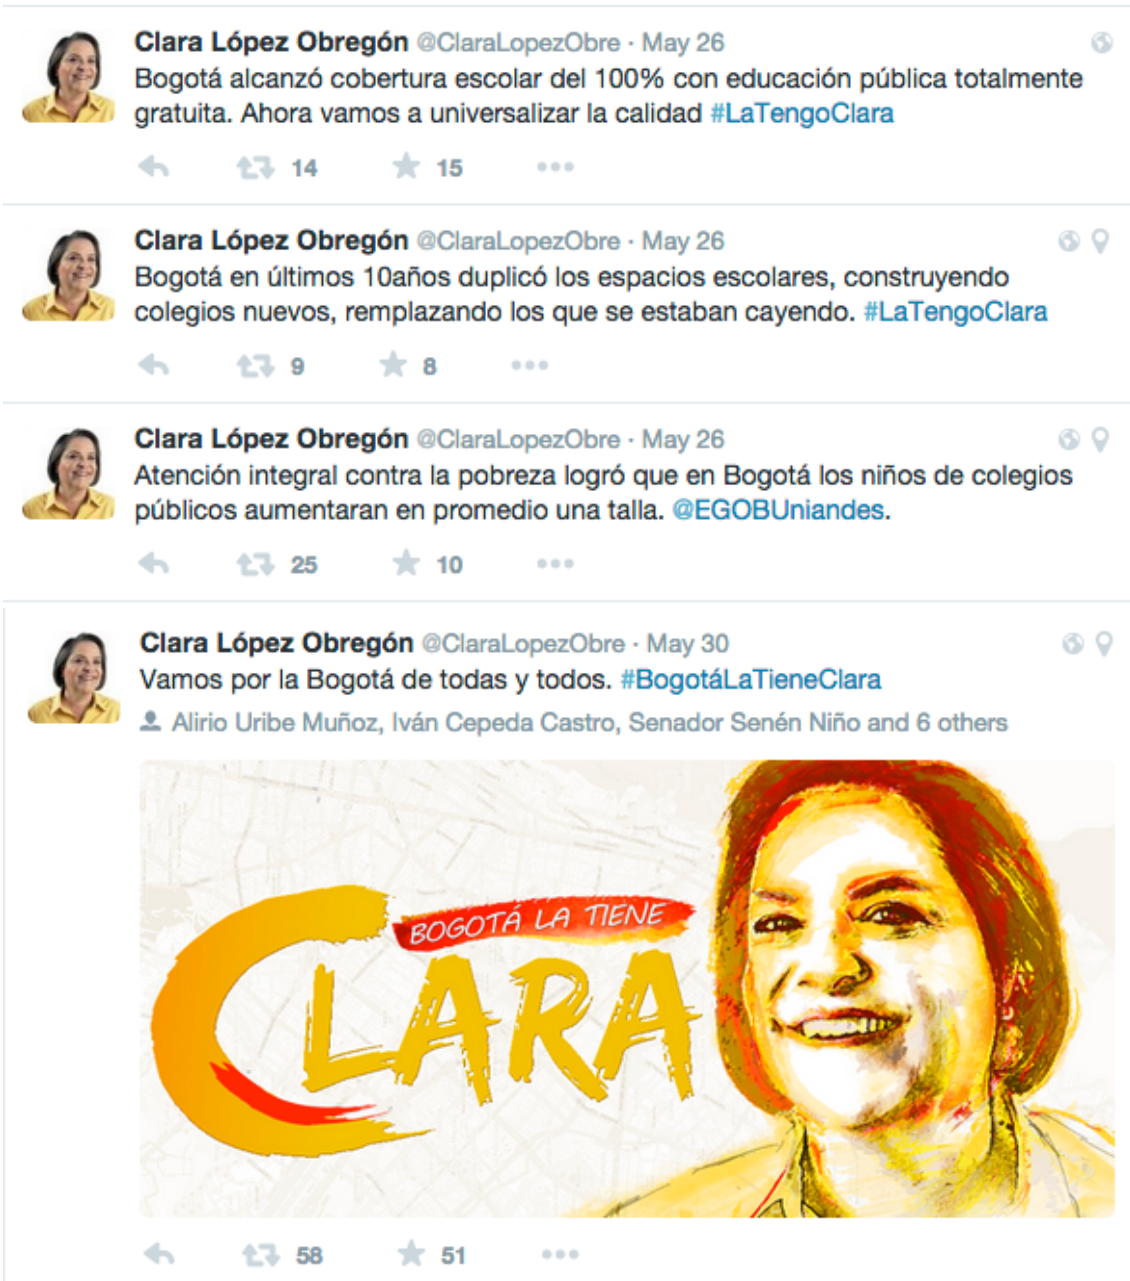 Clara López Obregón @ClaraLopezObre · May 26
Bogotá alcanzó cobertura escolar del 100% con educación pública totalmente
gratuita. Ahora vamos a universalizar la calidad #LaTengoClara
14 15
Clara López Obregón @ClaraLopezObre · May 26
Bogotá en últimos 10años duplicó los espacios escolares, construyendo
colegios nuevos, remplazando los que se estaban cayendo. #LaTengoClara
9 8
Clara López Obregón @ClaraLopezObre · May 26
Atención integral contra la pobreza logró que en Bogotá los niños de colegios
públicos aumentaran en promedio una talla. @EGOBUniandes.
25 10
Clara López Obregón @ClaraLopezObre · May 30
Vamos por la Bogotá de todas y todos. #BogotáLaTieneClara
Alirio Uribe Muñoz, Iván Cepeda Castro, Senador Senén Niño and 6 others
BOGOTÁ LA TIENE
CLARA
58 51